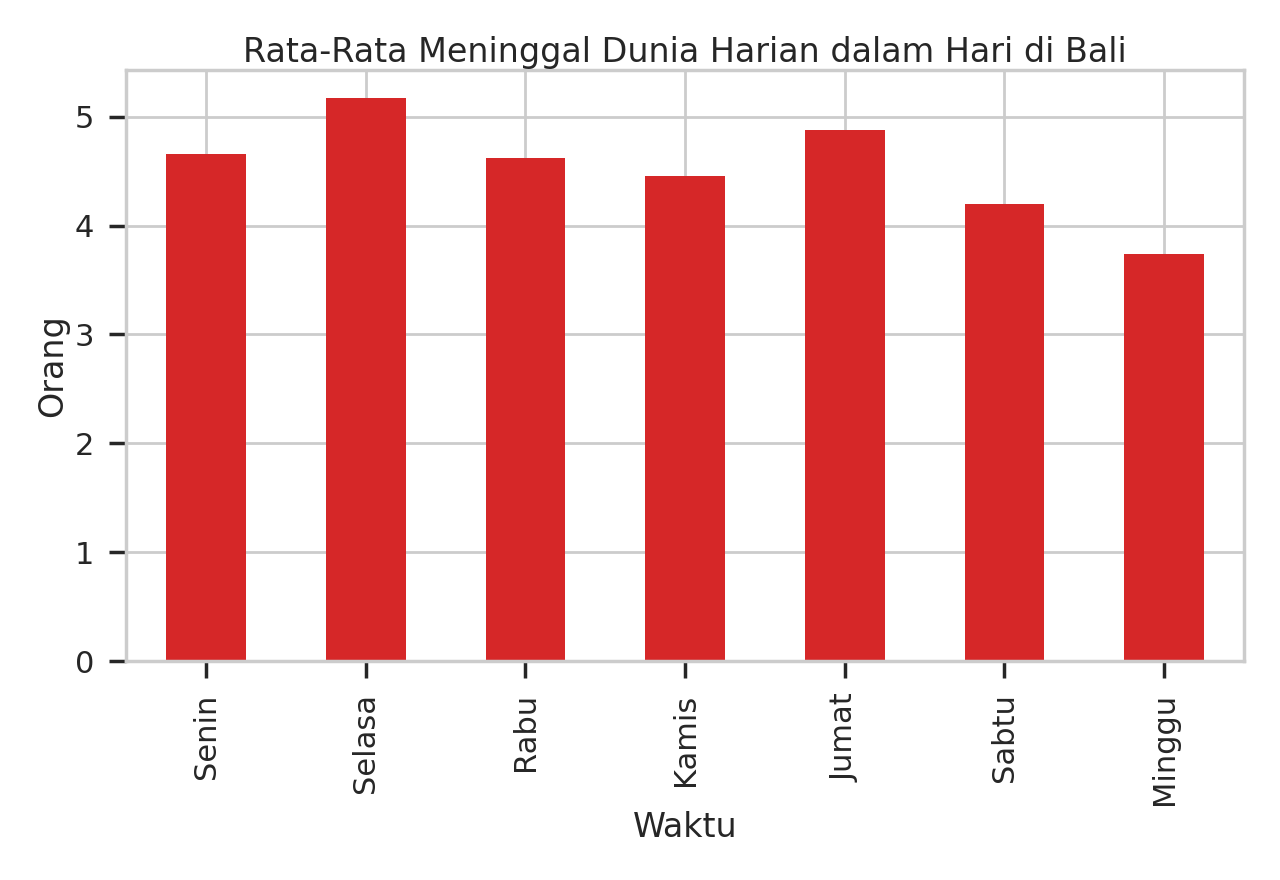 Rata-Rata Meninggal Dunia Harian dalam Hari di Bali
Orang
5
4
3
2
1
0
Senin
Selasa
Rabu
Kamis
Jumat
Sabtu
Minggu
Waktu